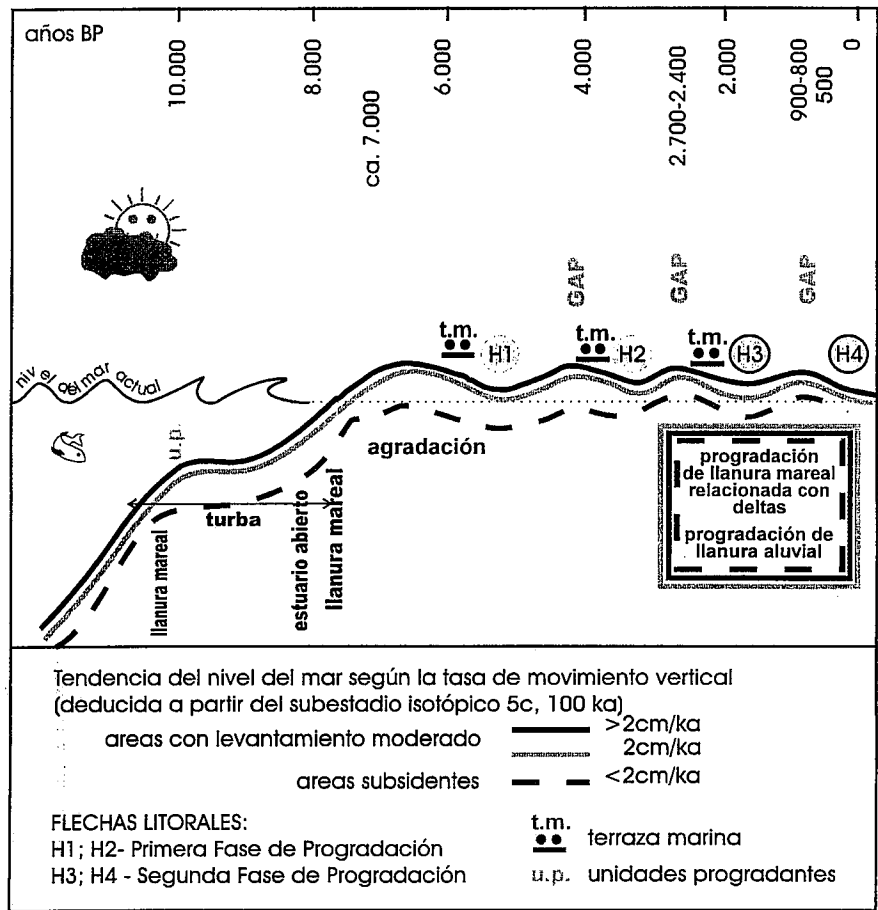 años BP
10.000
8.000
ca. 7.000
6.000
4.000
2.700-2.400
2.000
900-800
500
0
GAP
GAP
GAP
t.m.
H1
t.m.
H2
t.m.
H3
H4
nivel del mar actual
u.p.
agradación
turba
llanura mareal
estuario abierto
llanura mareal
progradación
de llanura mareal
relacionada con
deltas
progradación de
llanura aluvial
Tendencia del nivel del mar según la tasa de movimiento vertical
(deducida a partir del subestadio isotópico 5c, 100 ka)
areas con levantamiento moderado >2cm/ka
2cm/ka
areas subsidentes <2cm/ka
FLECHAS LITORALES:
H1; H2- Primera Fase de Progradación
H3; H4 - Segunda Fase de Progradación
t.m. terraza marina
u.p. unidades progradantes